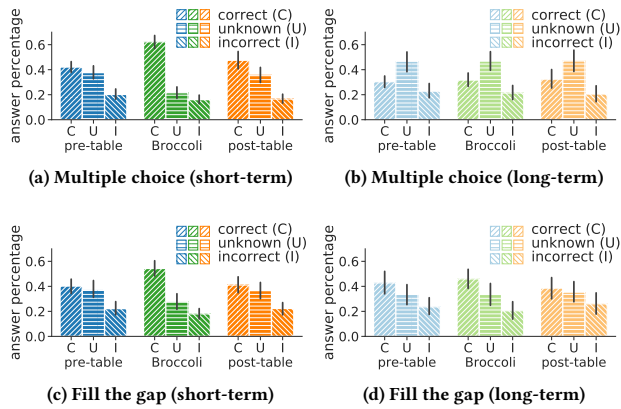 correct (C)
unknown (U)
incorrect (I)
answer percentage
0.6
0.4
0.2
0.0
C U I C U I C U I
pre-table Broccoli post-table
(a) Multiple choice (short-term)
correct (C)
unknown (U)
incorrect (I)
answer percentage
0.6
0.4
0.2
0.0
C U I C U I C U I
pre-table Broccoli post-table
(b) Multiple choice (long-term)
correct (C)
unknown (U)
incorrect (I)
answer percentage
0.6
0.4
0.2
0.0
C U I C U I C U I
pre-table Broccoli post-table
(c) Fill the gap (short-term)
correct (C)
unknown (U)
incorrect (I)
answer percentage
0.6
0.4
0.2
0.0
C U I C U I C U I
pre-table Broccoli post-table
(d) Fill the gap (long-term)